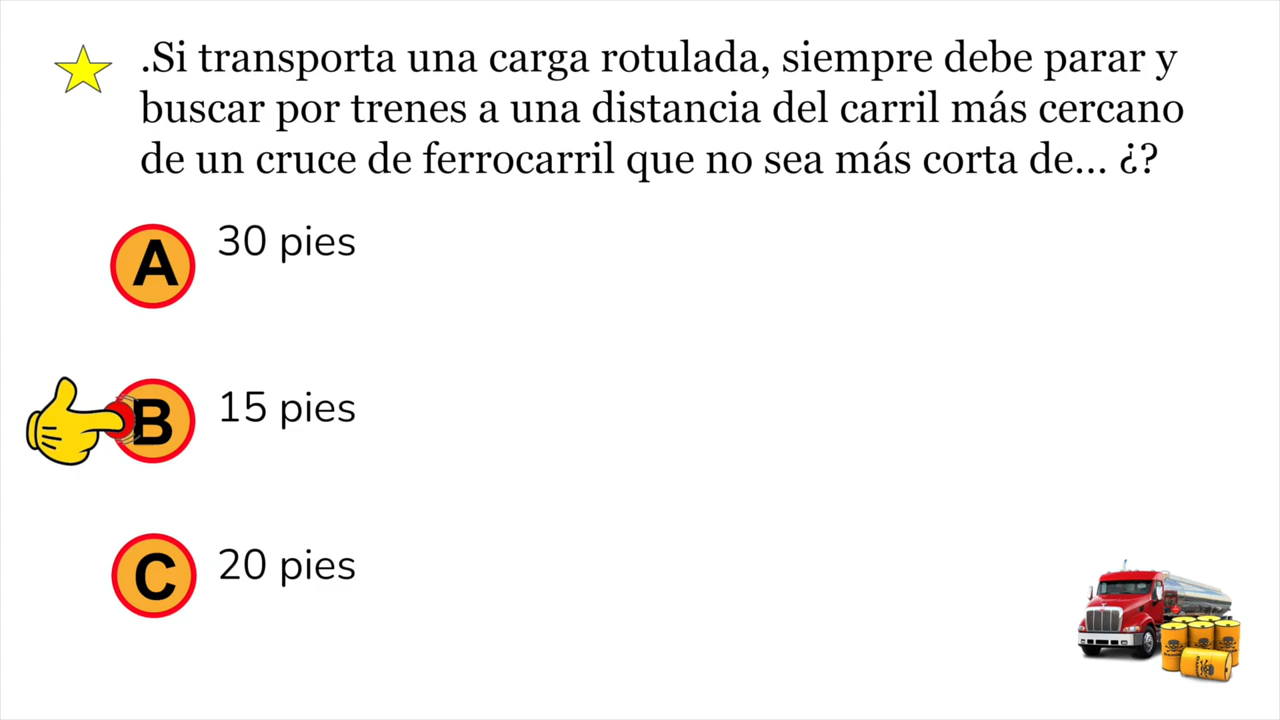 .Si transporta una carga rotulada, siempre debe parar y
buscar por trenes a una distancia del carril más cercano
de un cruce de ferrocarril que no sea más corta de... ¿?
A 30 pies
B 15 pies
C 20 pies